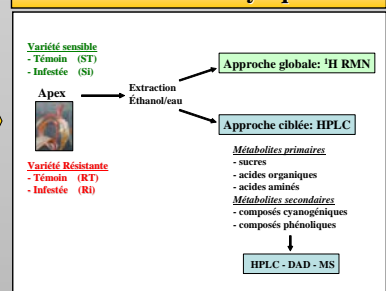 Variété sensible
- Témoin (ST)
- Infestée (Si)
Apex
Variété Résistante
- Témoin (RT)
- Infestée (Ri)
Extraction
Éthanol/eau
Approche globale: ¹H RMN
Approche ciblée: HPLC
Métabolites primaires
- sucres
- acides organiques
- acides aminés
Métabolites secondaires
- composés cyanogéniques
- composés phénoliques
HPLC - DAD - MS